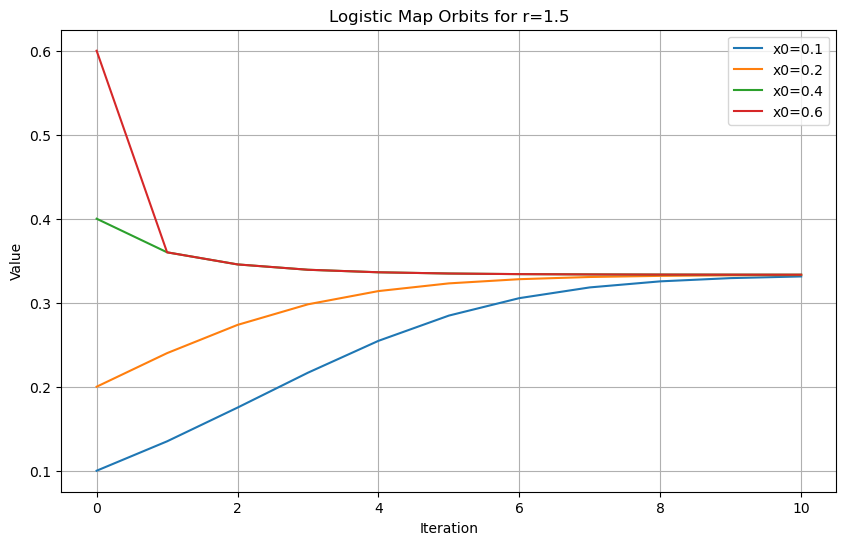 Logistic Map Orbits for r=1.5
x0=0.1
x0=0.2
x0=0.4
x0=0.6
0.6
0.5
0.4
0.3
0.2
0.1
Value
0 2 4 6 8 10
Iteration